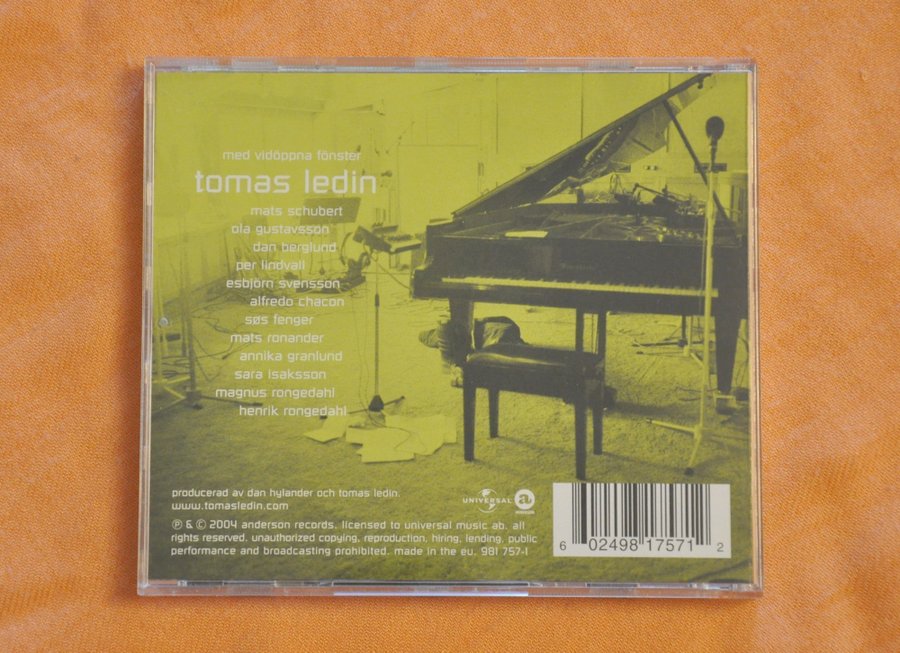 med vidöppna fönster
tomas ledin
mats schubert
ola gustavsson
dan berglund
per lindvall
esbjörn svensson
alfredo chacon
søs fenger
mats ronander
annika granlund
sara isaksson
magnus rongedahl
henrik rongedahl
producerad av dan hylander och tomas ledin.
www.tomasledin.com
UNIVERSAL
a
℗ & © 2004 anderson records. licensed to universal music ab. all
rights reserved. unauthorized copying, reproduction, hiring, lending, public
performance and broadcasting prohibited. made in the eu. 981 757-1
6 02498 17571 2